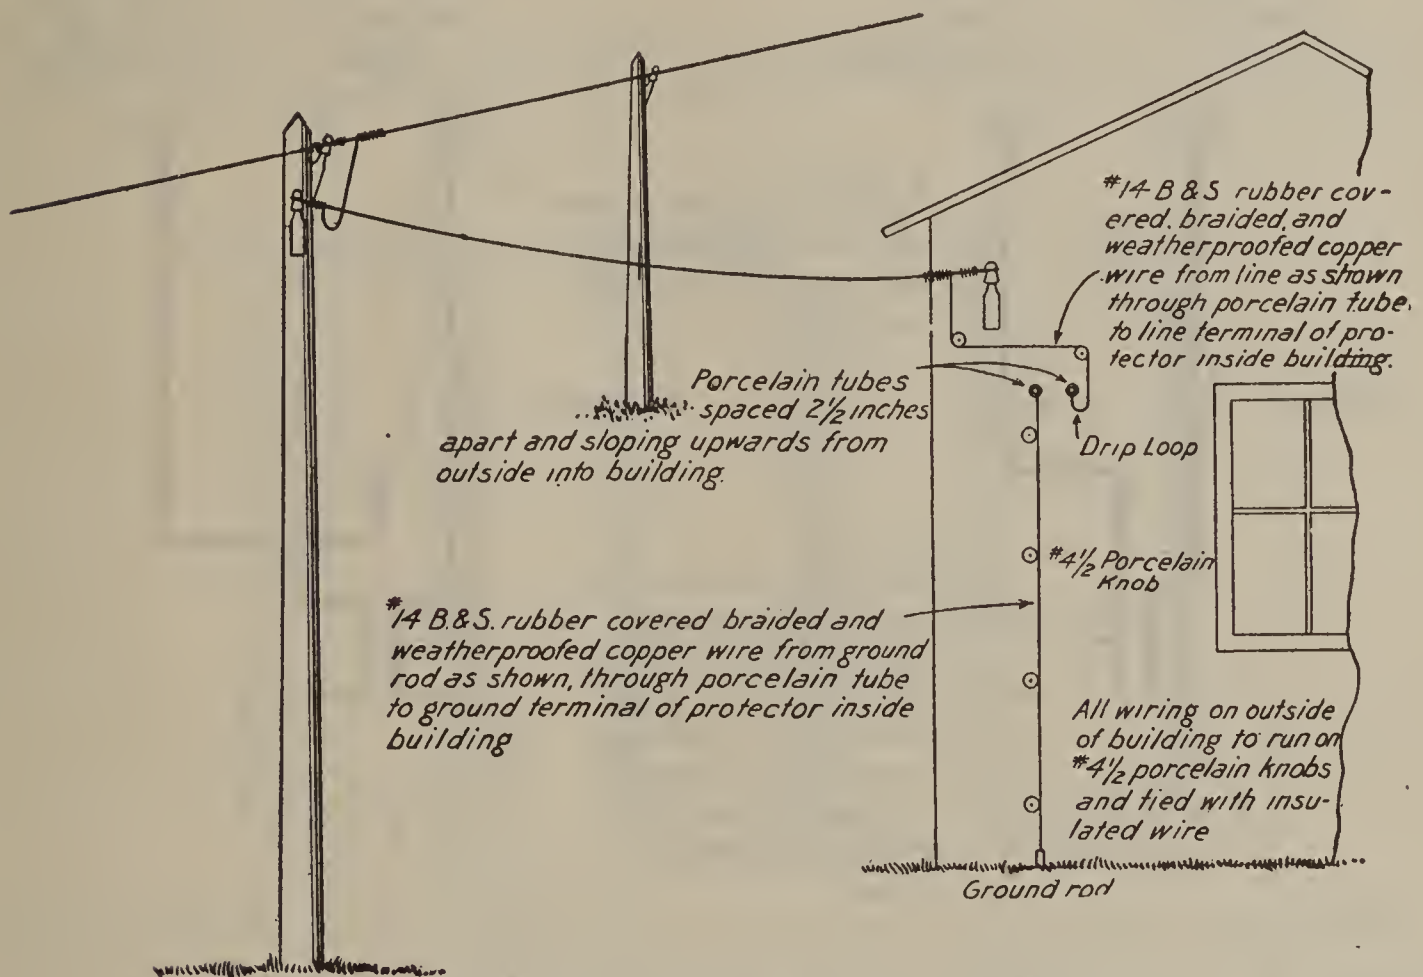 #14 B & S rubber cov-
ered, braided, and
weatherproofed copper
wire from line as shown
through porcelain tube
to line terminal of pro-
tector inside building.
Porcelain tubes
spaced 2½ inches
apart and sloping upwards from
outside into building.
Drip Loop
#4½ Porcelain
Knob
#14 B.&S. rubber covered braided and
weatherproofed copper wire from ground
rod as shown, through porcelain tube
to ground terminal of protector inside
building
All wiring on outside
of building to run on
#4½ porcelain knobs
and tied with insu-
lated wire
Ground rod